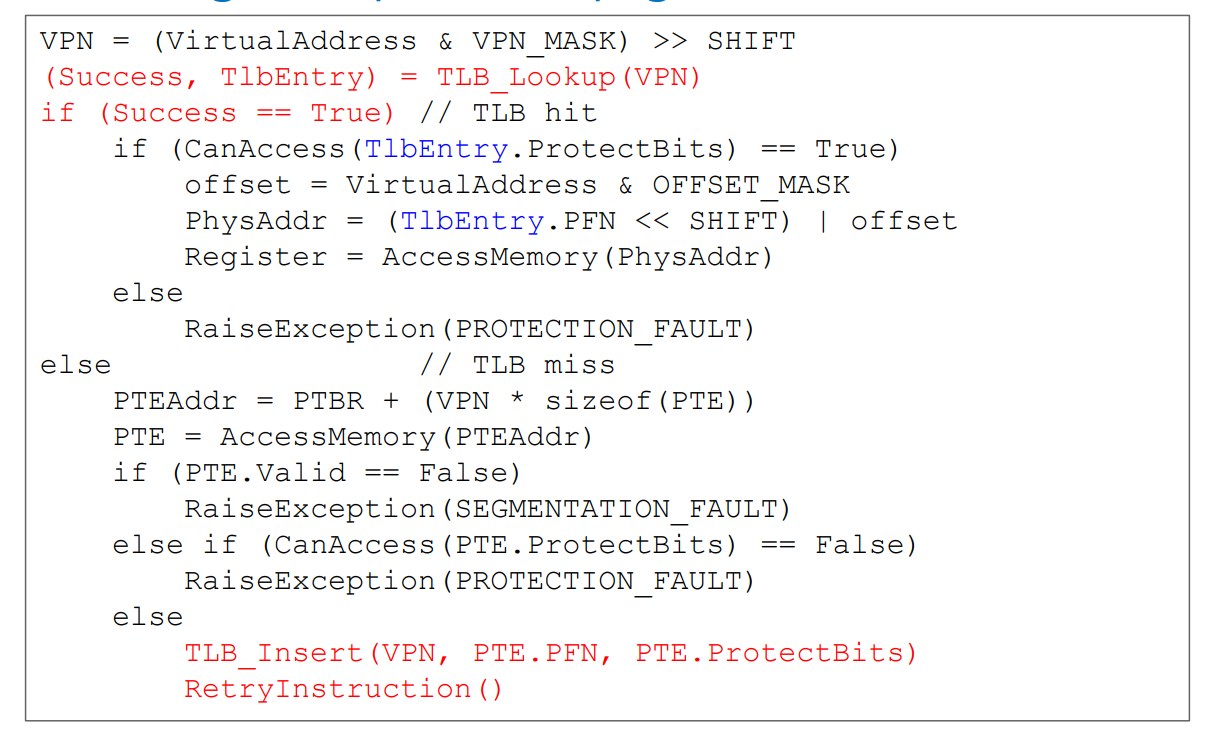 VPN = (VirtualAddress & VPN_MASK) >> SHIFT
(Success, TlbEntry) = TLB_Lookup(VPN)
if (Success == True) // TLB hit
    if (CanAccess(TlbEntry.ProtectBits) == True)
        offset = VirtualAddress & OFFSET_MASK
        PhysAddr = (TlbEntry.PFN << SHIFT) | offset
        Register = AccessMemory(PhysAddr)
    else
        RaiseException(PROTECTION_FAULT)
else                 // TLB miss
    PTEAddr = PTBR + (VPN * sizeof(PTE))
    PTE = AccessMemory(PTEAddr)
    if (PTE.Valid == False)
        RaiseException(SEGMENTATION_FAULT)
    else if (CanAccess(PTE.ProtectBits) == False)
        RaiseException(PROTECTION_FAULT)
    else
        TLB_Insert(VPN, PTE.PFN, PTE.ProtectBits)
        RetryInstruction()